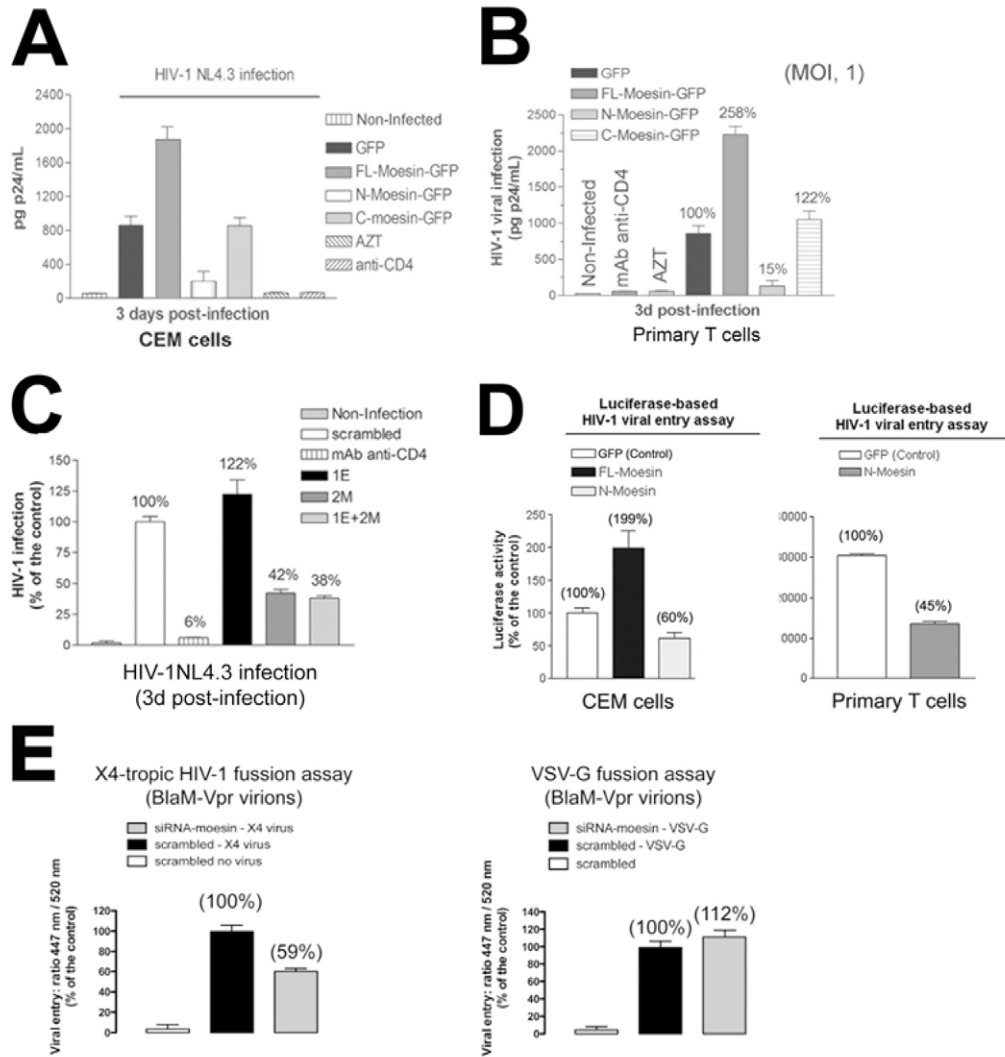 A
HIV-1 NL4.3 infection
pg p24/mL
2400
2000
1600
1200
800
400
0
Non-Infected
GFP
FL-Moesin-GFP
N-Moesin-GFP
C-moesin-GFP
AZT
anti-CD4
3 days post-infection
CEM cells
B
(MOI, 1)
GFP
FL-Moesin-GFP
N-Moesin-GFP
C-Moesin-GFP
HIV-1 viral infection
(pg p24/mL)
2500
2000
1500
1000
500
0
Non-Infected
mAb anti-CD4
AZT
100%
258%
15%
122%
3d post-infection
Primary T cells
C
Non-Infection
scrambled
mAb anti-CD4
1E
2M
1E+2M
HIV-1 infection
(% of the control)
125
100
75
50
25
0
100%
6%
122%
42%
38%
HIV-1NL4.3 infection
(3d post-infection)
D
Luciferase-based
HIV-1 viral entry assay
GFP (Control)
FL-Moesin
N-Moesin
Luciferase activity
(% of the control)
250
200
150
100
50
0
(100%)
(199%)
(60%)
CEM cells
Luciferase-based
HIV-1 viral entry assay
GFP (Control)
N-Moesin
0000
30000
20000
0000
0
(100%)
(45%)
Primary T cells
E
X4-tropic HIV-1 fussion assay
(BlaM-Vpr virions)
siRNA-moesin - X4 virus
scrambled - X4 virus
scrambled no virus
Viral entry: ratio 447 nm / 520 nm
(% of the control)
120
100
80
60
40
20
0
(100%)
(59%)
VSV-G fussion assay
(BlaM-Vpr virions)
siRNA-moesin - VSV-G
scrambled - VSV-G
scrambled
Viral entry: ratio 447 nm / 520 nm
(% of the control)
140
120
100
80
60
40
20
0
(100%)
(112%)